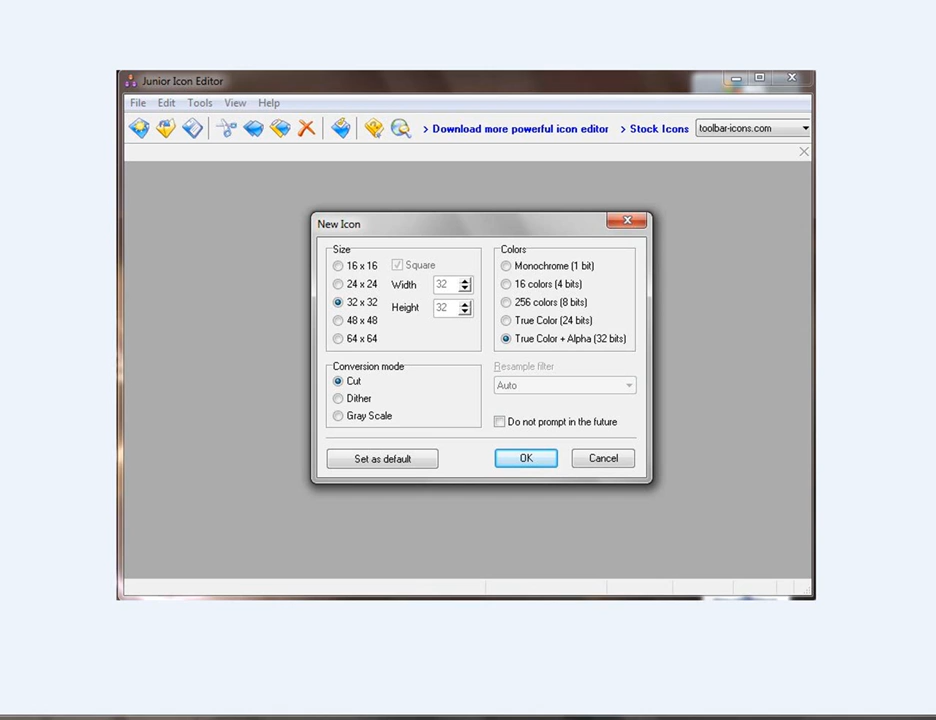 Junior Icon Editor
File Edit Tools View Help
> Download more powerful icon editor > Stock Icons toolbar-icons.com
New Icon
Size
16 x 16
24 x 24
32 x 32
48 x 48
64 x 64
Square
Width 32
Height 32
Colors
Monochrome (1 bit)
16 colors (4 bits)
256 colors (8 bits)
True Color (24 bits)
True Color + Alpha (32 bits)
Conversion mode
Cut
Dither
Gray Scale
Resample filter
Auto
Do not prompt in the future
Set as default
OK
Cancel